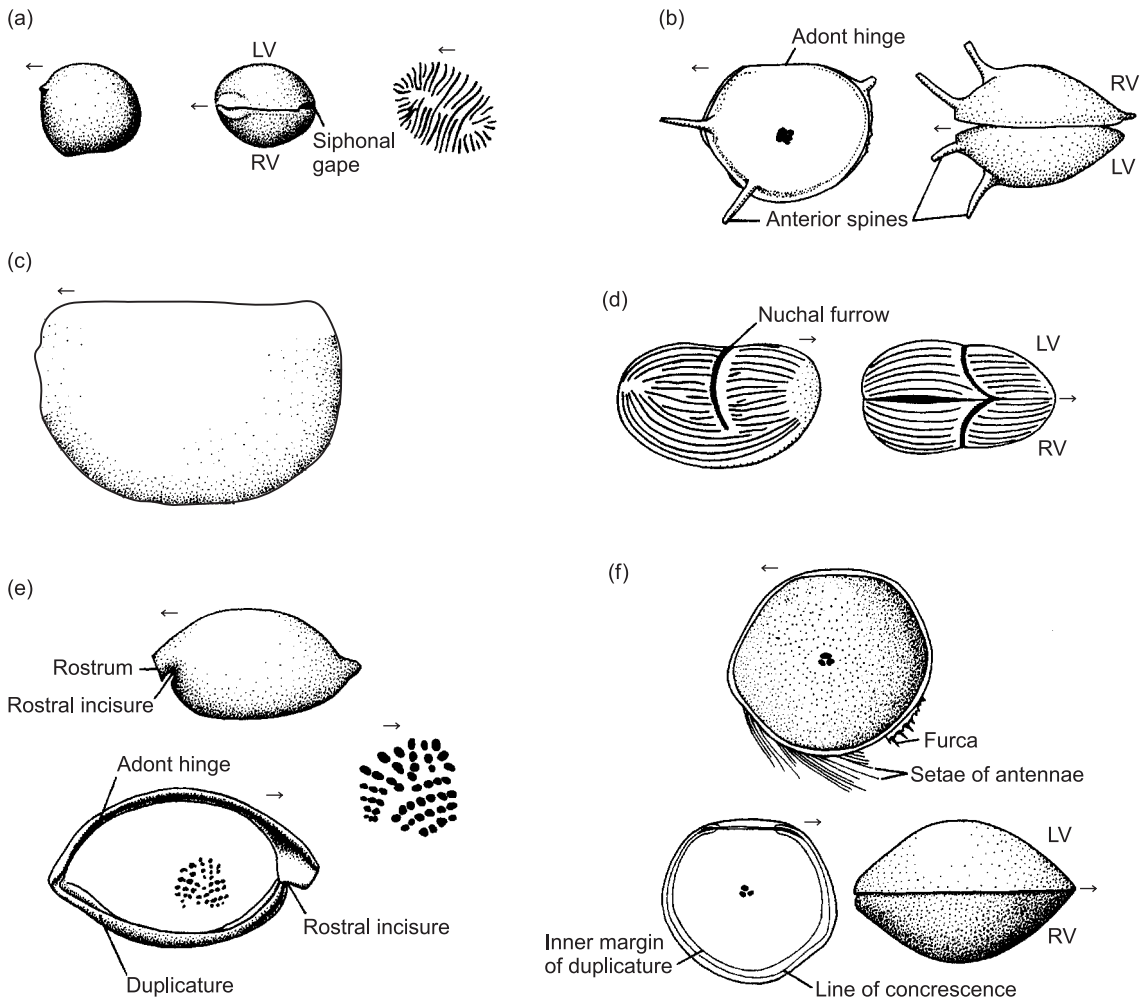 (a)
LV
RV
Siphonal
gape
(b)
Adont hinge
RV
LV
Anterior spines
(c)
(d)
Nuchal furrow
LV
RV
(e)
Rostrum
Rostral incisure
Adont hinge
Rostral incisure
Duplicature
(f)
Furca
Setae of antennae
LV
RV
Inner margin
of duplicature
Line of concrescence